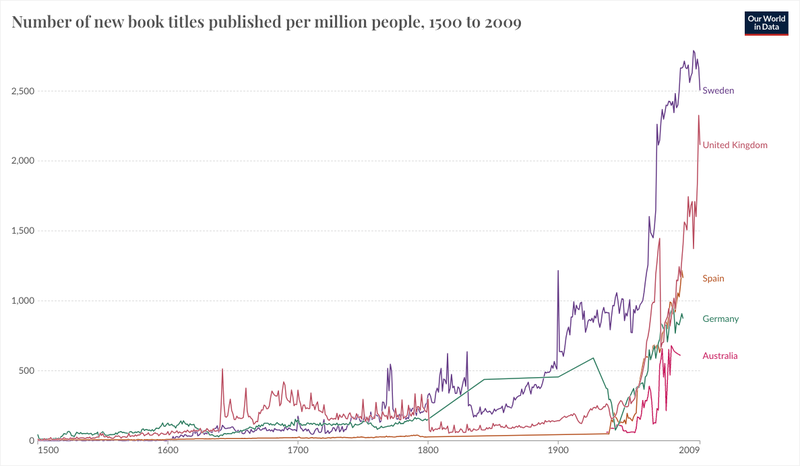 Number of new book titles published per million people, 1500 to 2009
Our World
in Data
2,500
2,000
1,500
1,000
500
0
1500
1600
1700
1800
1900
2009
Sweden
United Kingdom
Spain
Germany
Australia